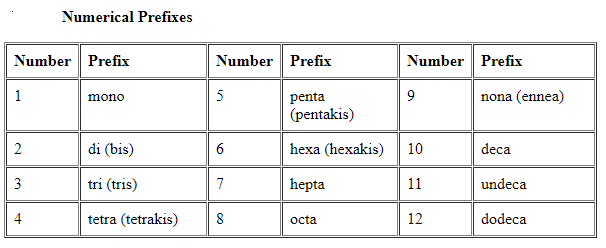 Numerical Prefixes
Number Prefix Number Prefix Number Prefix
1 mono 5 penta (pentakis) 9 nona (ennea)
2 di (bis) 6 hexa (hexakis) 10 deca
3 tri (tris) 7 hepta 11 undeca
4 tetra (tetrakis) 8 octa 12 dodeca